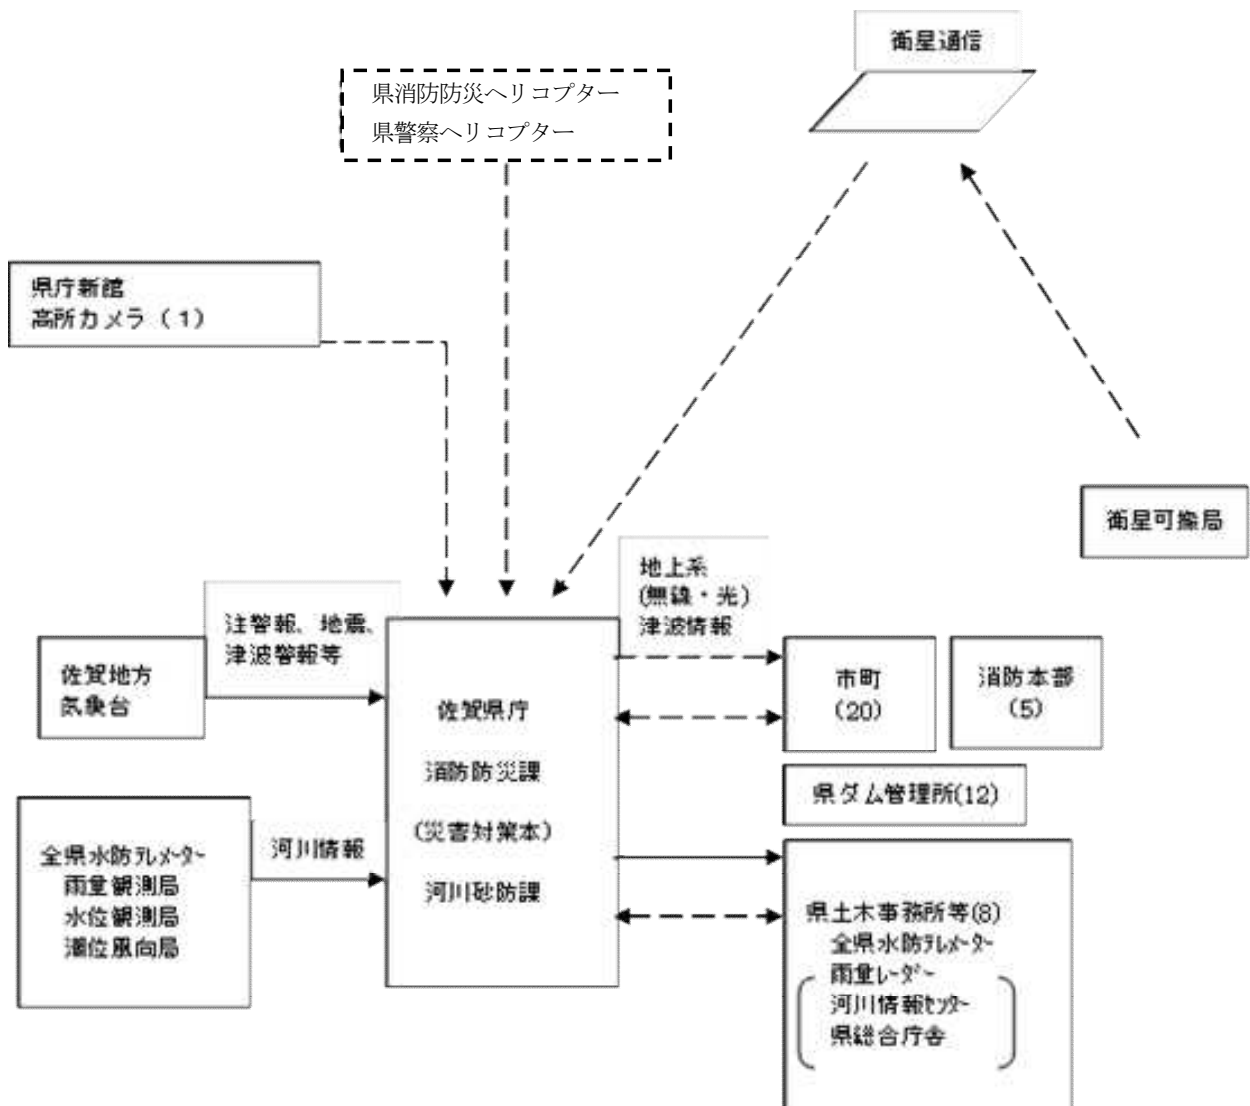 衛星通信
県消防防災ヘリコプター
県警察ヘリコプター
県庁新館
高所カメラ（１）
衛星可搬局
地上系
(無線・光)
津波情報
注警報、地震、
津波警報等
佐賀地方
気象台
佐賀県庁
消防防災課
(災害対策本)
河川砂防課
市町
(20)
消防本部
(5)
県ダム管理所(12)
河川情報
全県水防ﾃﾚﾒｰﾀｰ
雨量観測局
水位観測局
潮位風向局
県土木事務所等(8)
全県水防ﾃﾚﾒｰﾀｰ
雨量ﾚｰﾀﾞｰ
河川情報ｾﾝﾀｰ
県総合庁舎